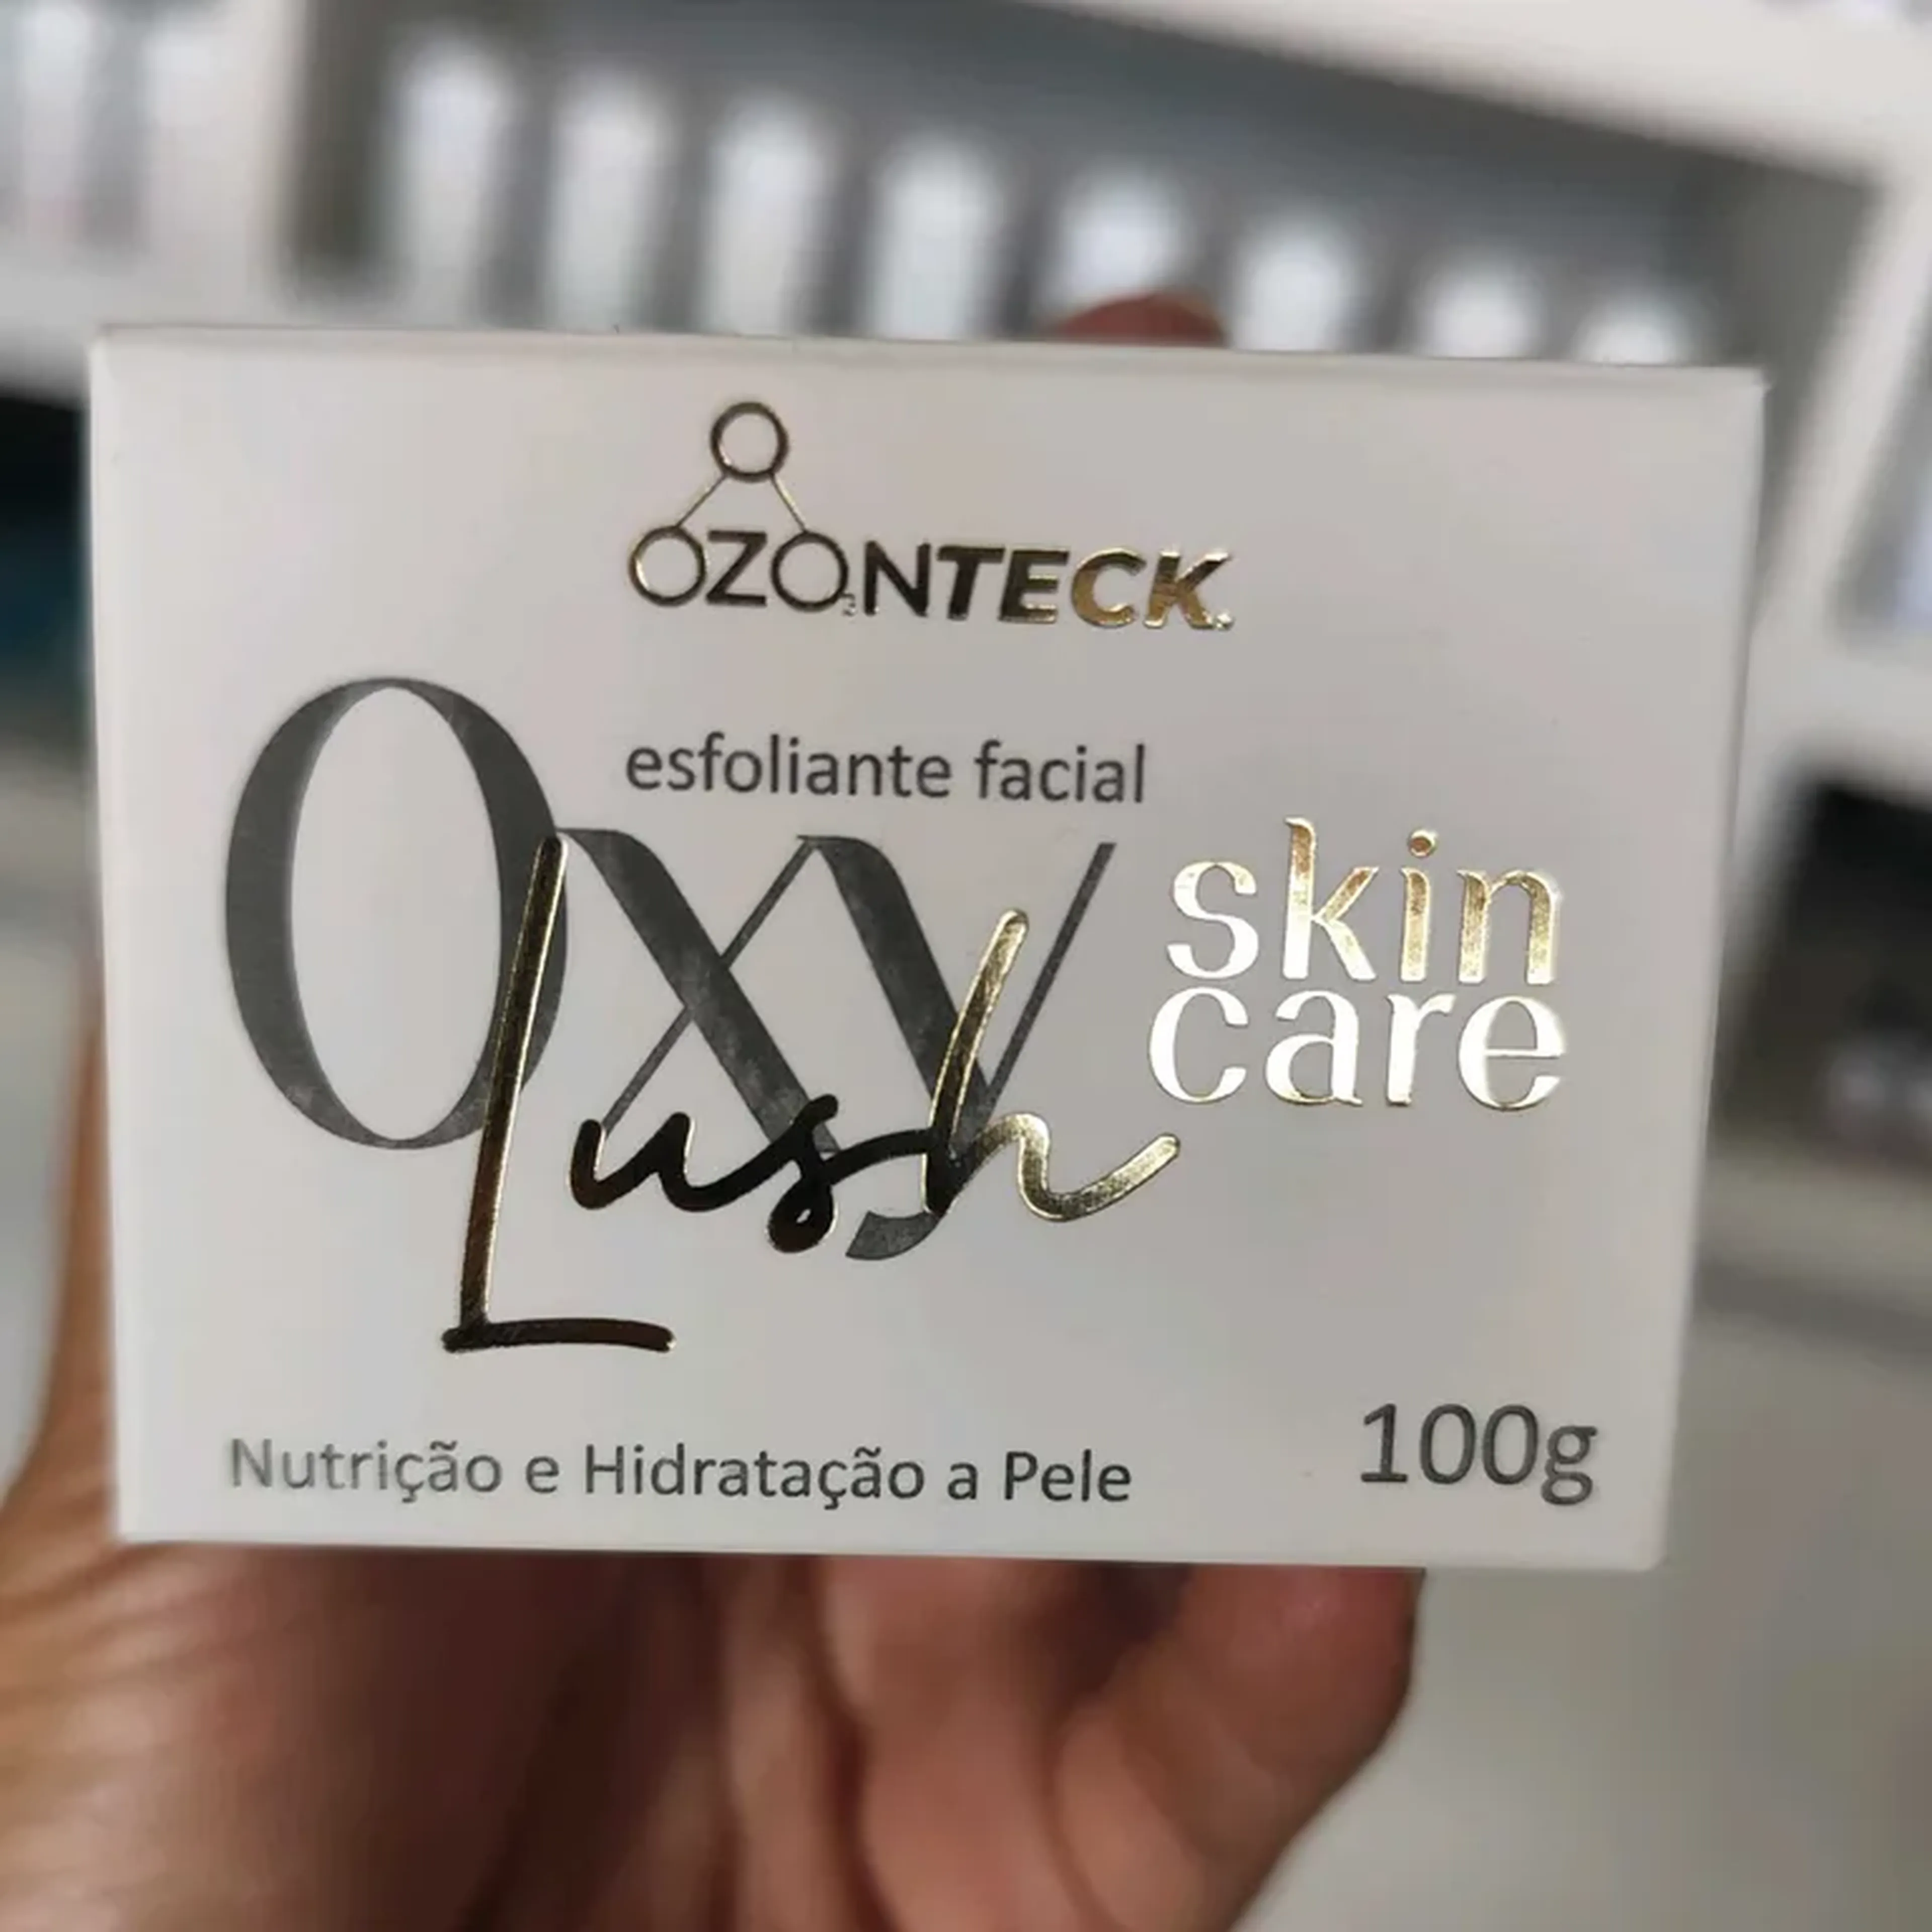 OZONTECK
esfoliante facial
Oxy
Lush
skin
care
Nutrição e Hidratação a Pele
100g